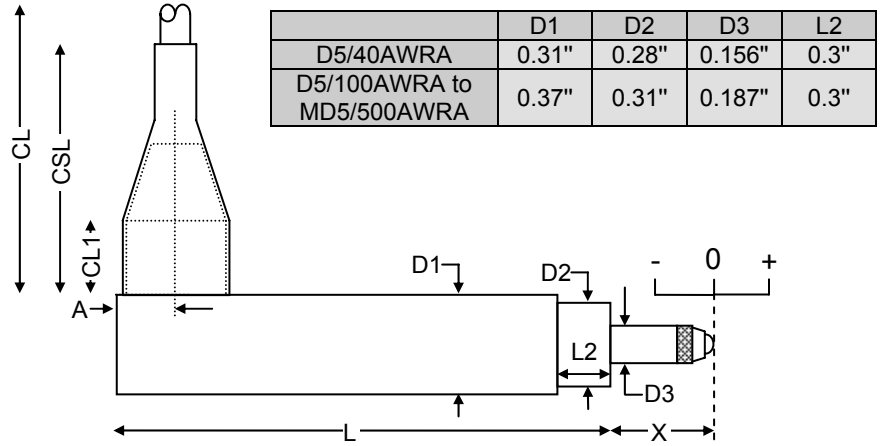 D1 D2 D3 L2
D5/40AWRA 0.31" 0.28" 0.156" 0.3"
D5/100AWRA to
MD5/500AWRA 0.37" 0.31" 0.187" 0.3"
CL
CSL
CL1
A
D1
D2
- 0 +
L2
D3
L
X